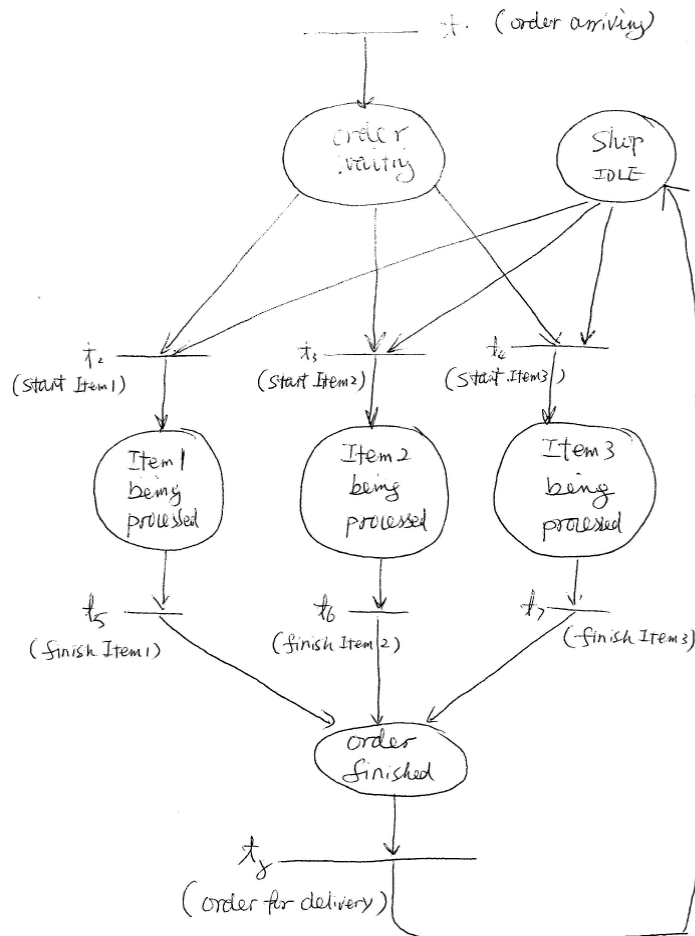 t. (order arriving)
order
waiting
Shop
IDLE
t2
(Start Item1)
t3
(Start Item2)
t4
(Start Item3)
Item1
being
processed
Item2
being
processed
Item3
being
processed
t5
(finish Item1)
t6
(finish Item2)
t7
(finish Item3)
order
finished
t8
(order for delivery)